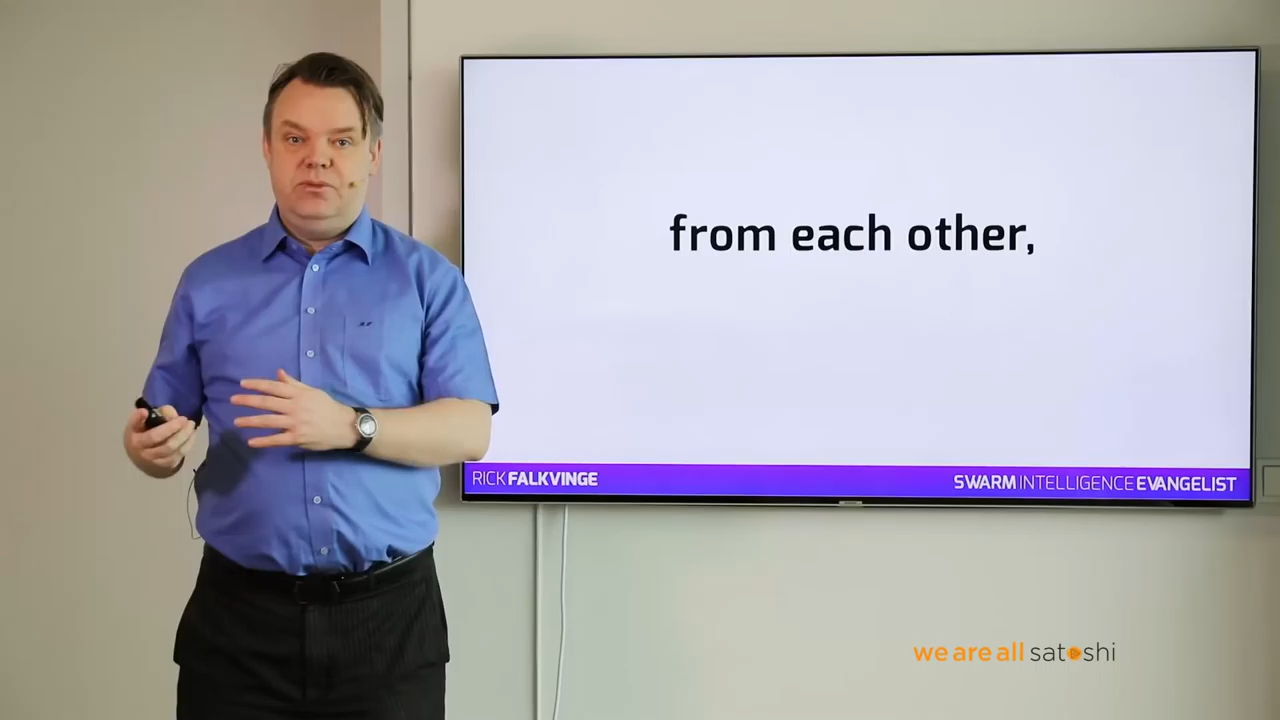 from each other,
RICK FALKVINGE
SWARM INTELLIGENCE EVANGELIST
we are all satoshi